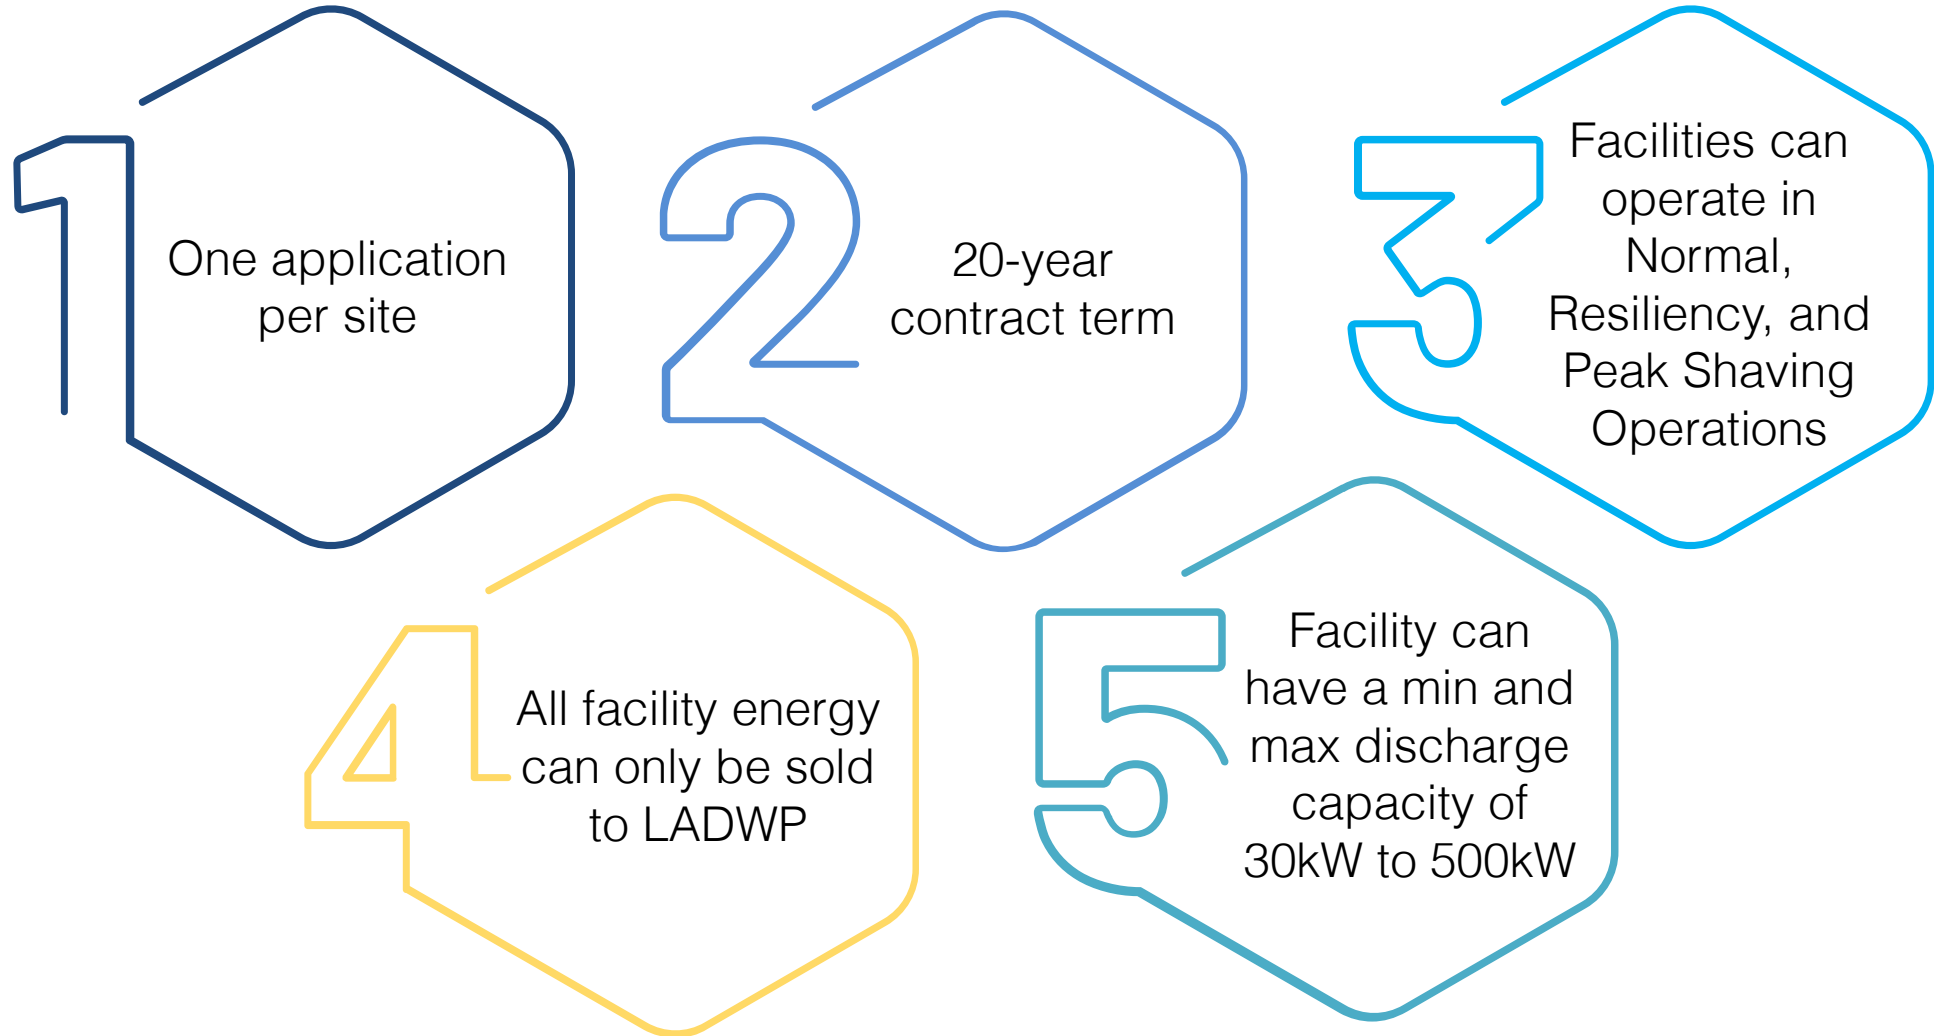 1
One application
per site
2
20-year
contract term
3
Facilities can
operate in
Normal,
Resiliency, and
Peak Shaving
Operations
4
All facility energy
can only be sold
to LADWP
5
Facility can
have a min and
max discharge
capacity of
30kW to 500kW